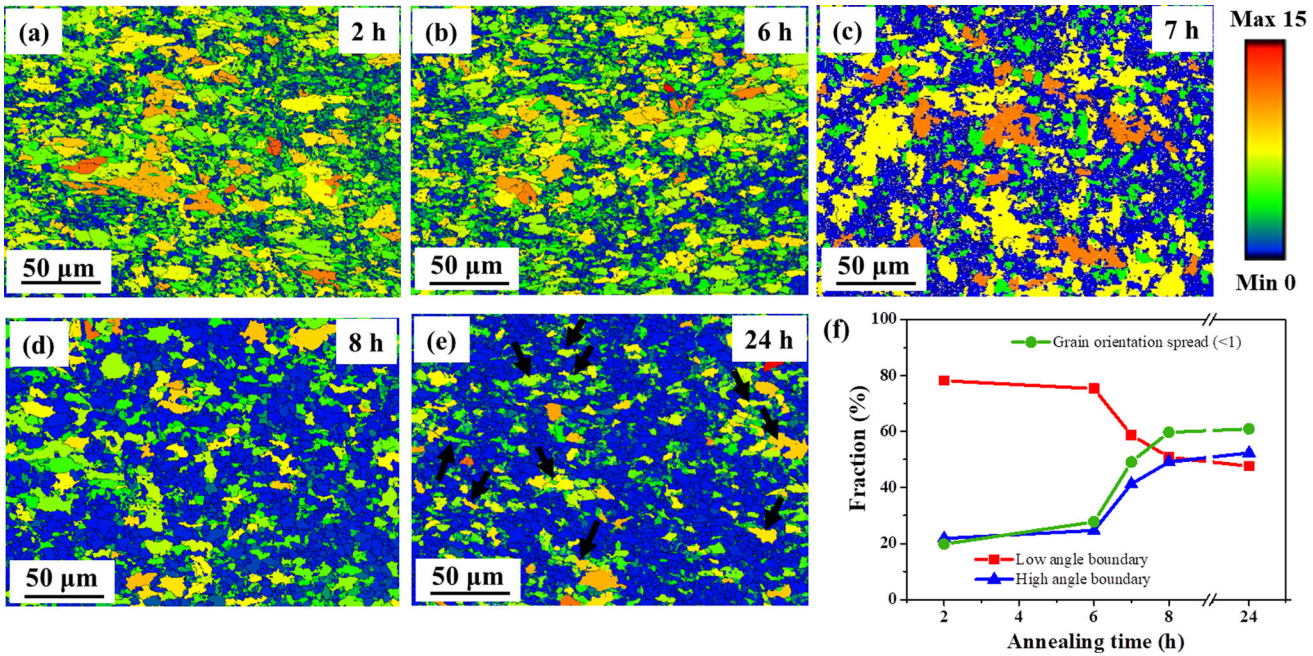 (a)
2 h
50 µm
(b)
6 h
50 µm
(c)
7 h
50 µm
Max 15
Min 0
(d)
8 h
50 µm
(e)
24 h
50 µm
(f)
100
80
60
40
20
0
Fraction (%)
Grain orientation spread (<1)
Low angle boundary
High angle boundary
2
4
6
8
24
Annealing time (h)